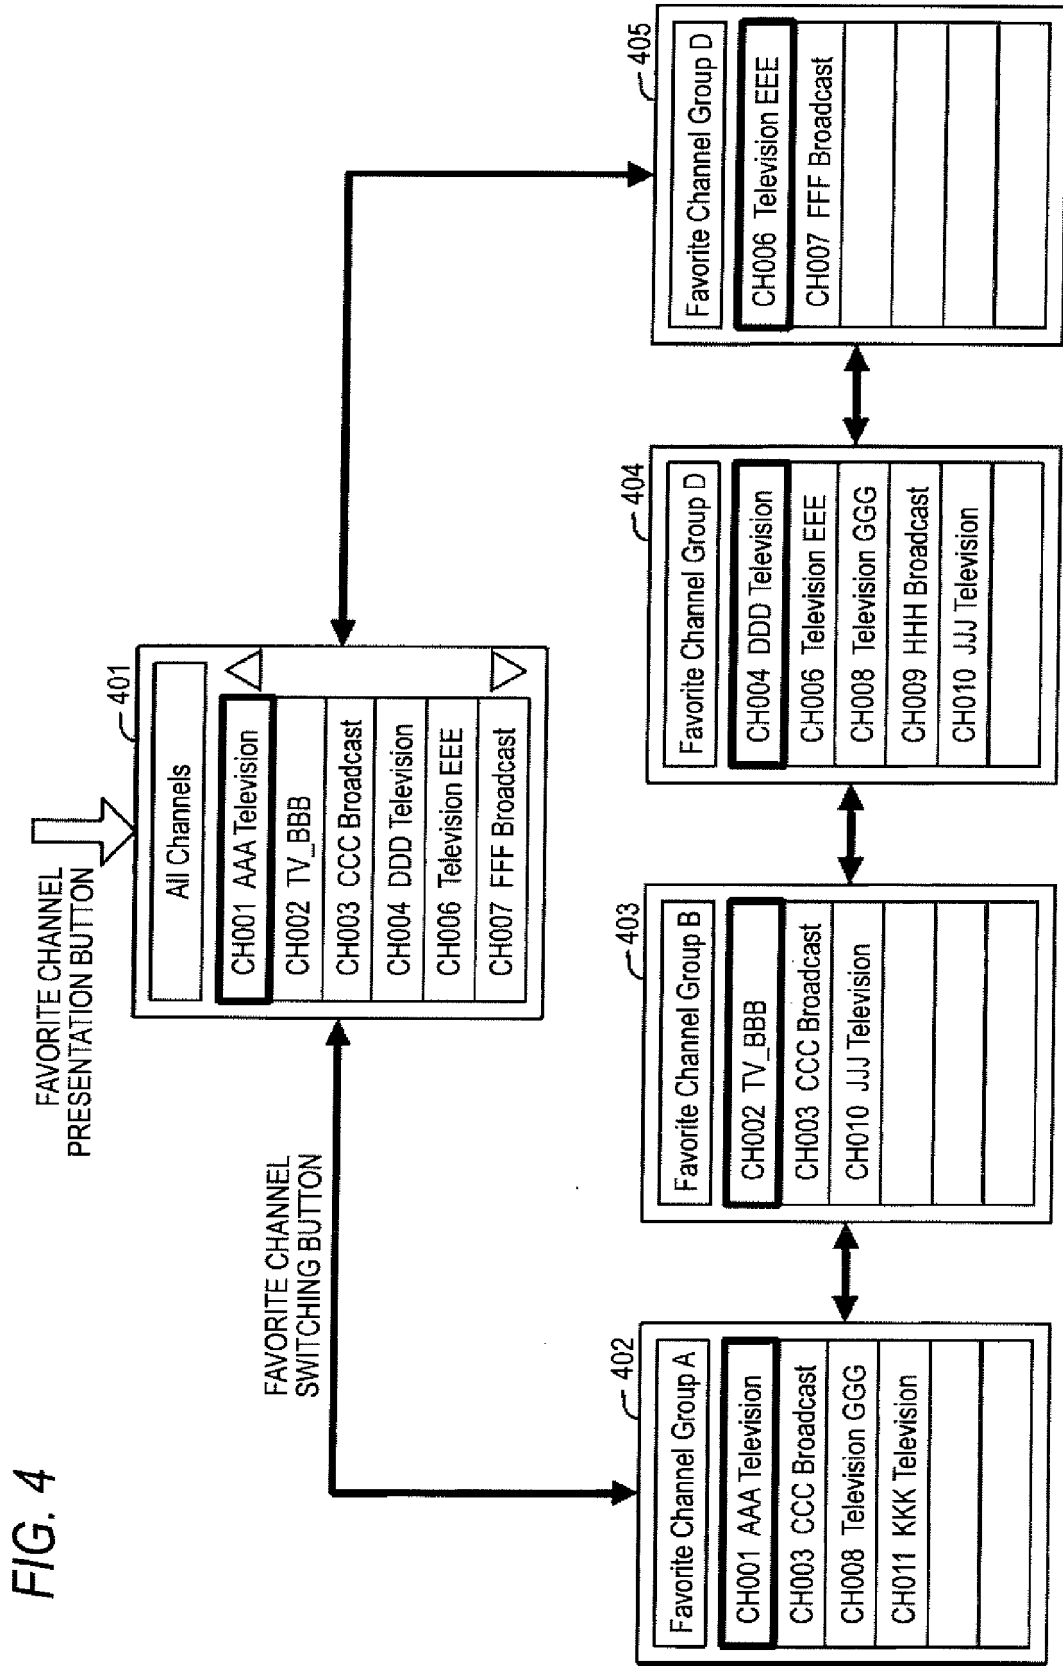 FIG. 4
FAVORITE CHANNEL
PRESENTATION BUTTON
FAVORITE CHANNEL
SWITCHING BUTTON
401
All Channels
CH001 AAA Television
CH002 TV_BBB
CH003 CCC Broadcast
CH004 DDD Television
CH006 Television EEE
CH007 FFF Broadcast
402
Favorite Channel Group A
CH001 AAA Television
CH003 CCC Broadcast
CH008 Television GGG
CH011 KKK Television
403
Favorite Channel Group B
CH002 TV_BBB
CH003 CCC Broadcast
CH010 JJJ Television
404
Favorite Channel Group D
CH004 DDD Television
CH006 Television EEE
CH008 Television GGG
CH009 HHH Broadcast
CH010 JJJ Television
405
Favorite Channel Group D
CH006 Television EEE
CH007 FFF Broadcast